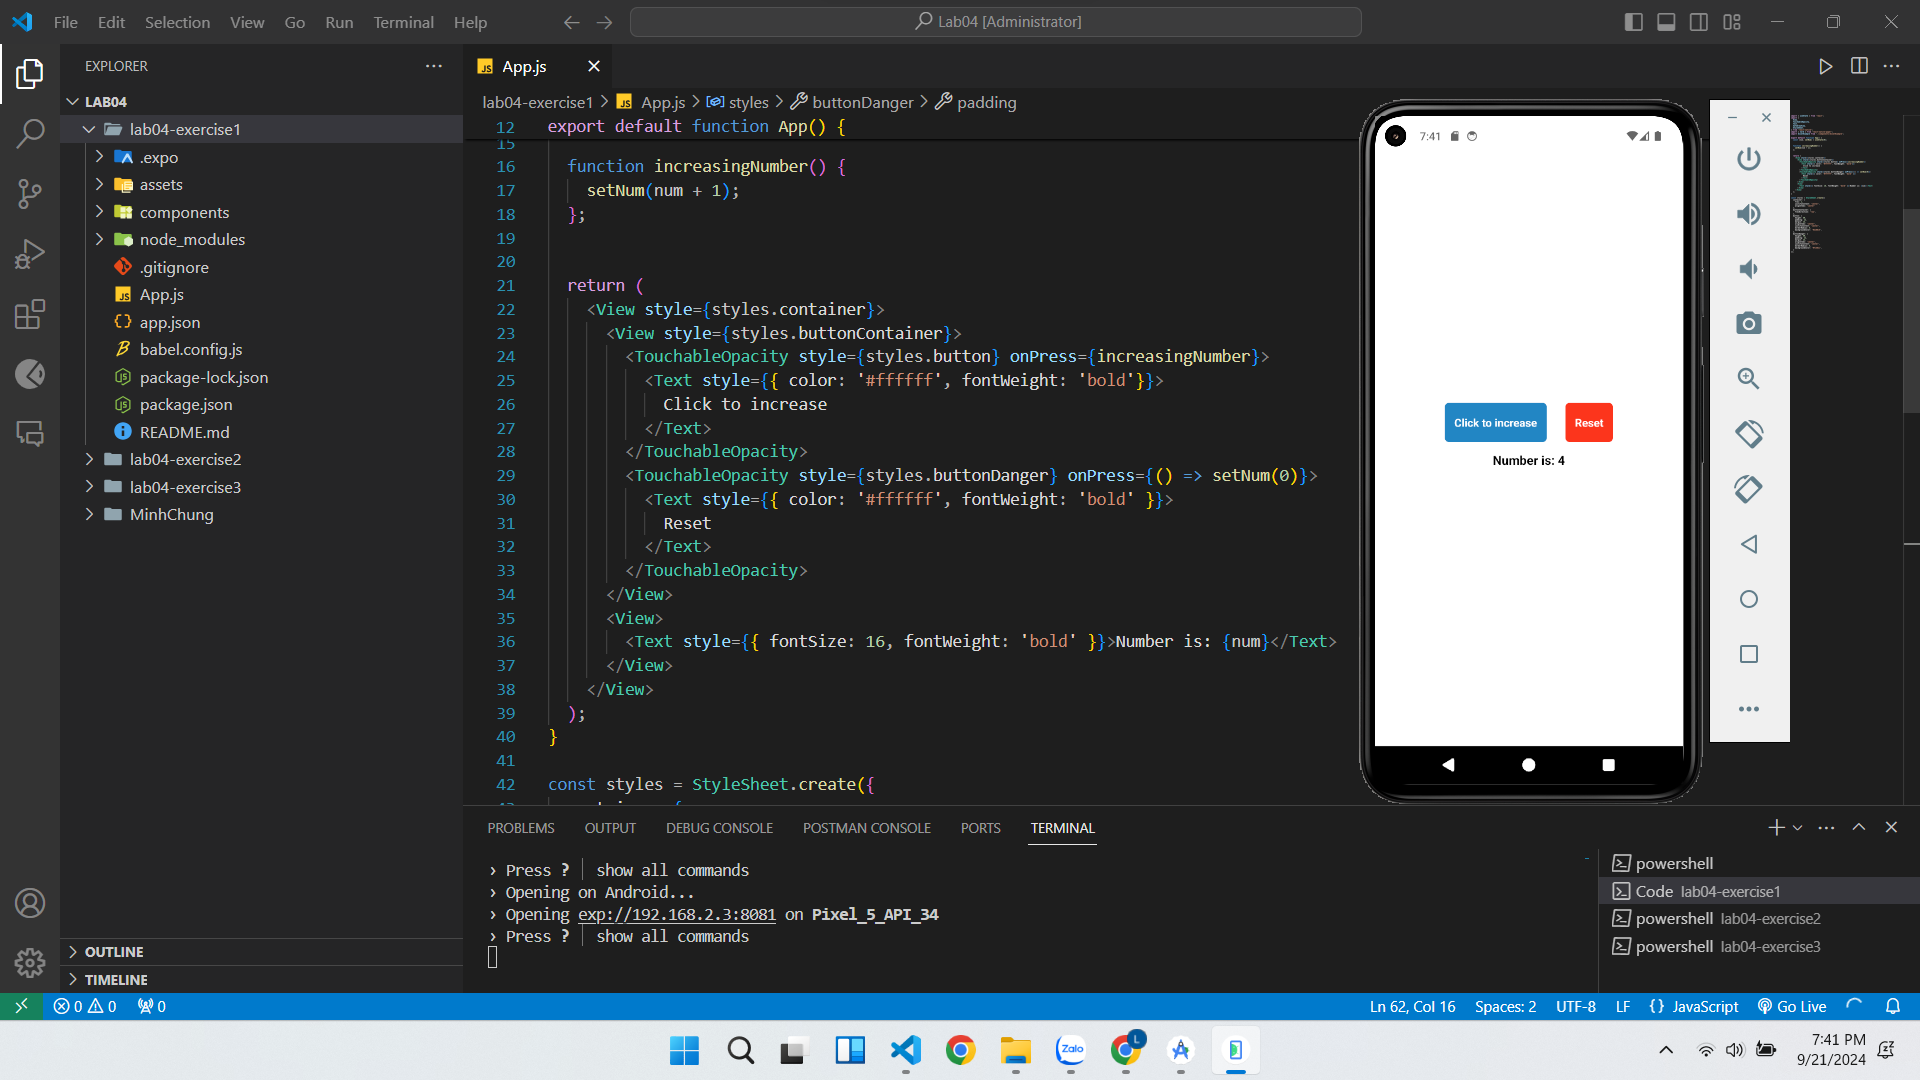 File Edit Selection View Go Run Terminal Help
Lab04 [Administrator]
EXPLORER
LAB04
lab04-exercise1
.expo
assets
components
node_modules
.gitignore
App.js
app.json
babel.config.js
package-lock.json
package.json
README.md
lab04-exercise2
lab04-exercise3
MinhChung
OUTLINE
TIMELINE
App.js
lab04-exercise1 > App.js > styles > buttonDanger > padding
12 export default function App() {
15
16 function increasingNumber() {
17 setNum(num + 1);
18 };
19
20
21 return (
22 <View style={styles.container}>
23 <View style={styles.buttonContainer}>
24 <TouchableOpacity style={styles.button} onPress={increasingNumber}>
25 <Text style={{ color: '#ffffff', fontWeight: 'bold'}}>
26 Click to increase
27 </Text>
28 </TouchableOpacity>
29 <TouchableOpacity style={styles.buttonDanger} onPress={() => setNum(0)}>
30 <Text style={{ color: '#ffffff', fontWeight: 'bold' }}>
31 Reset
32 </Text>
33 </TouchableOpacity>
34 </View>
35 <View>
36 <Text style={{ fontSize: 16, fontWeight: 'bold' }}>Number is: {num}</Text>
37 </View>
38 </View>
39 );
40 }
41
42 const styles = StyleSheet.create({
7:41
Click to increase
Reset
Number is: 4
PROBLEMS OUTPUT DEBUG CONSOLE POSTMAN CONSOLE PORTS TERMINAL
› Press ? │ show all commands
› Opening on Android...
› Opening exp://192.168.2.3:8081 on Pixel_5_API_34
› Press ? │ show all commands
powershell
Code lab04-exercise1
powershell lab04-exercise2
powershell lab04-exercise3
0 0 0
Ln 62, Col 16 Spaces: 2 UTF-8 LF {} JavaScript Go Live
Zalo
L
7:41 PM
9/21/2024